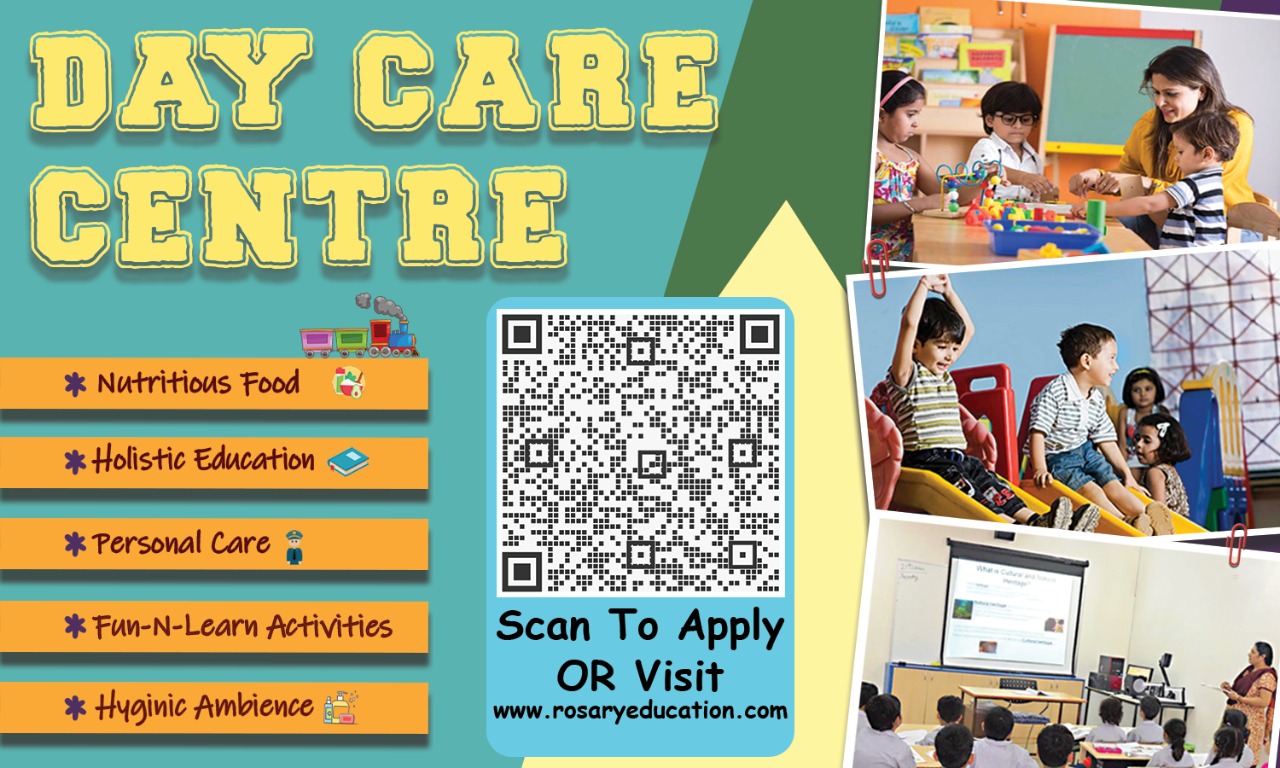 DAY CARE
CENTRE
Nutritious Food
Holistic Education
Personal Care
Fun-N-Learn Activities
Hyginic Ambience
Scan To Apply
OR Visit
www.rosaryeducation.com
What is Cultural and Natural
Heritage?